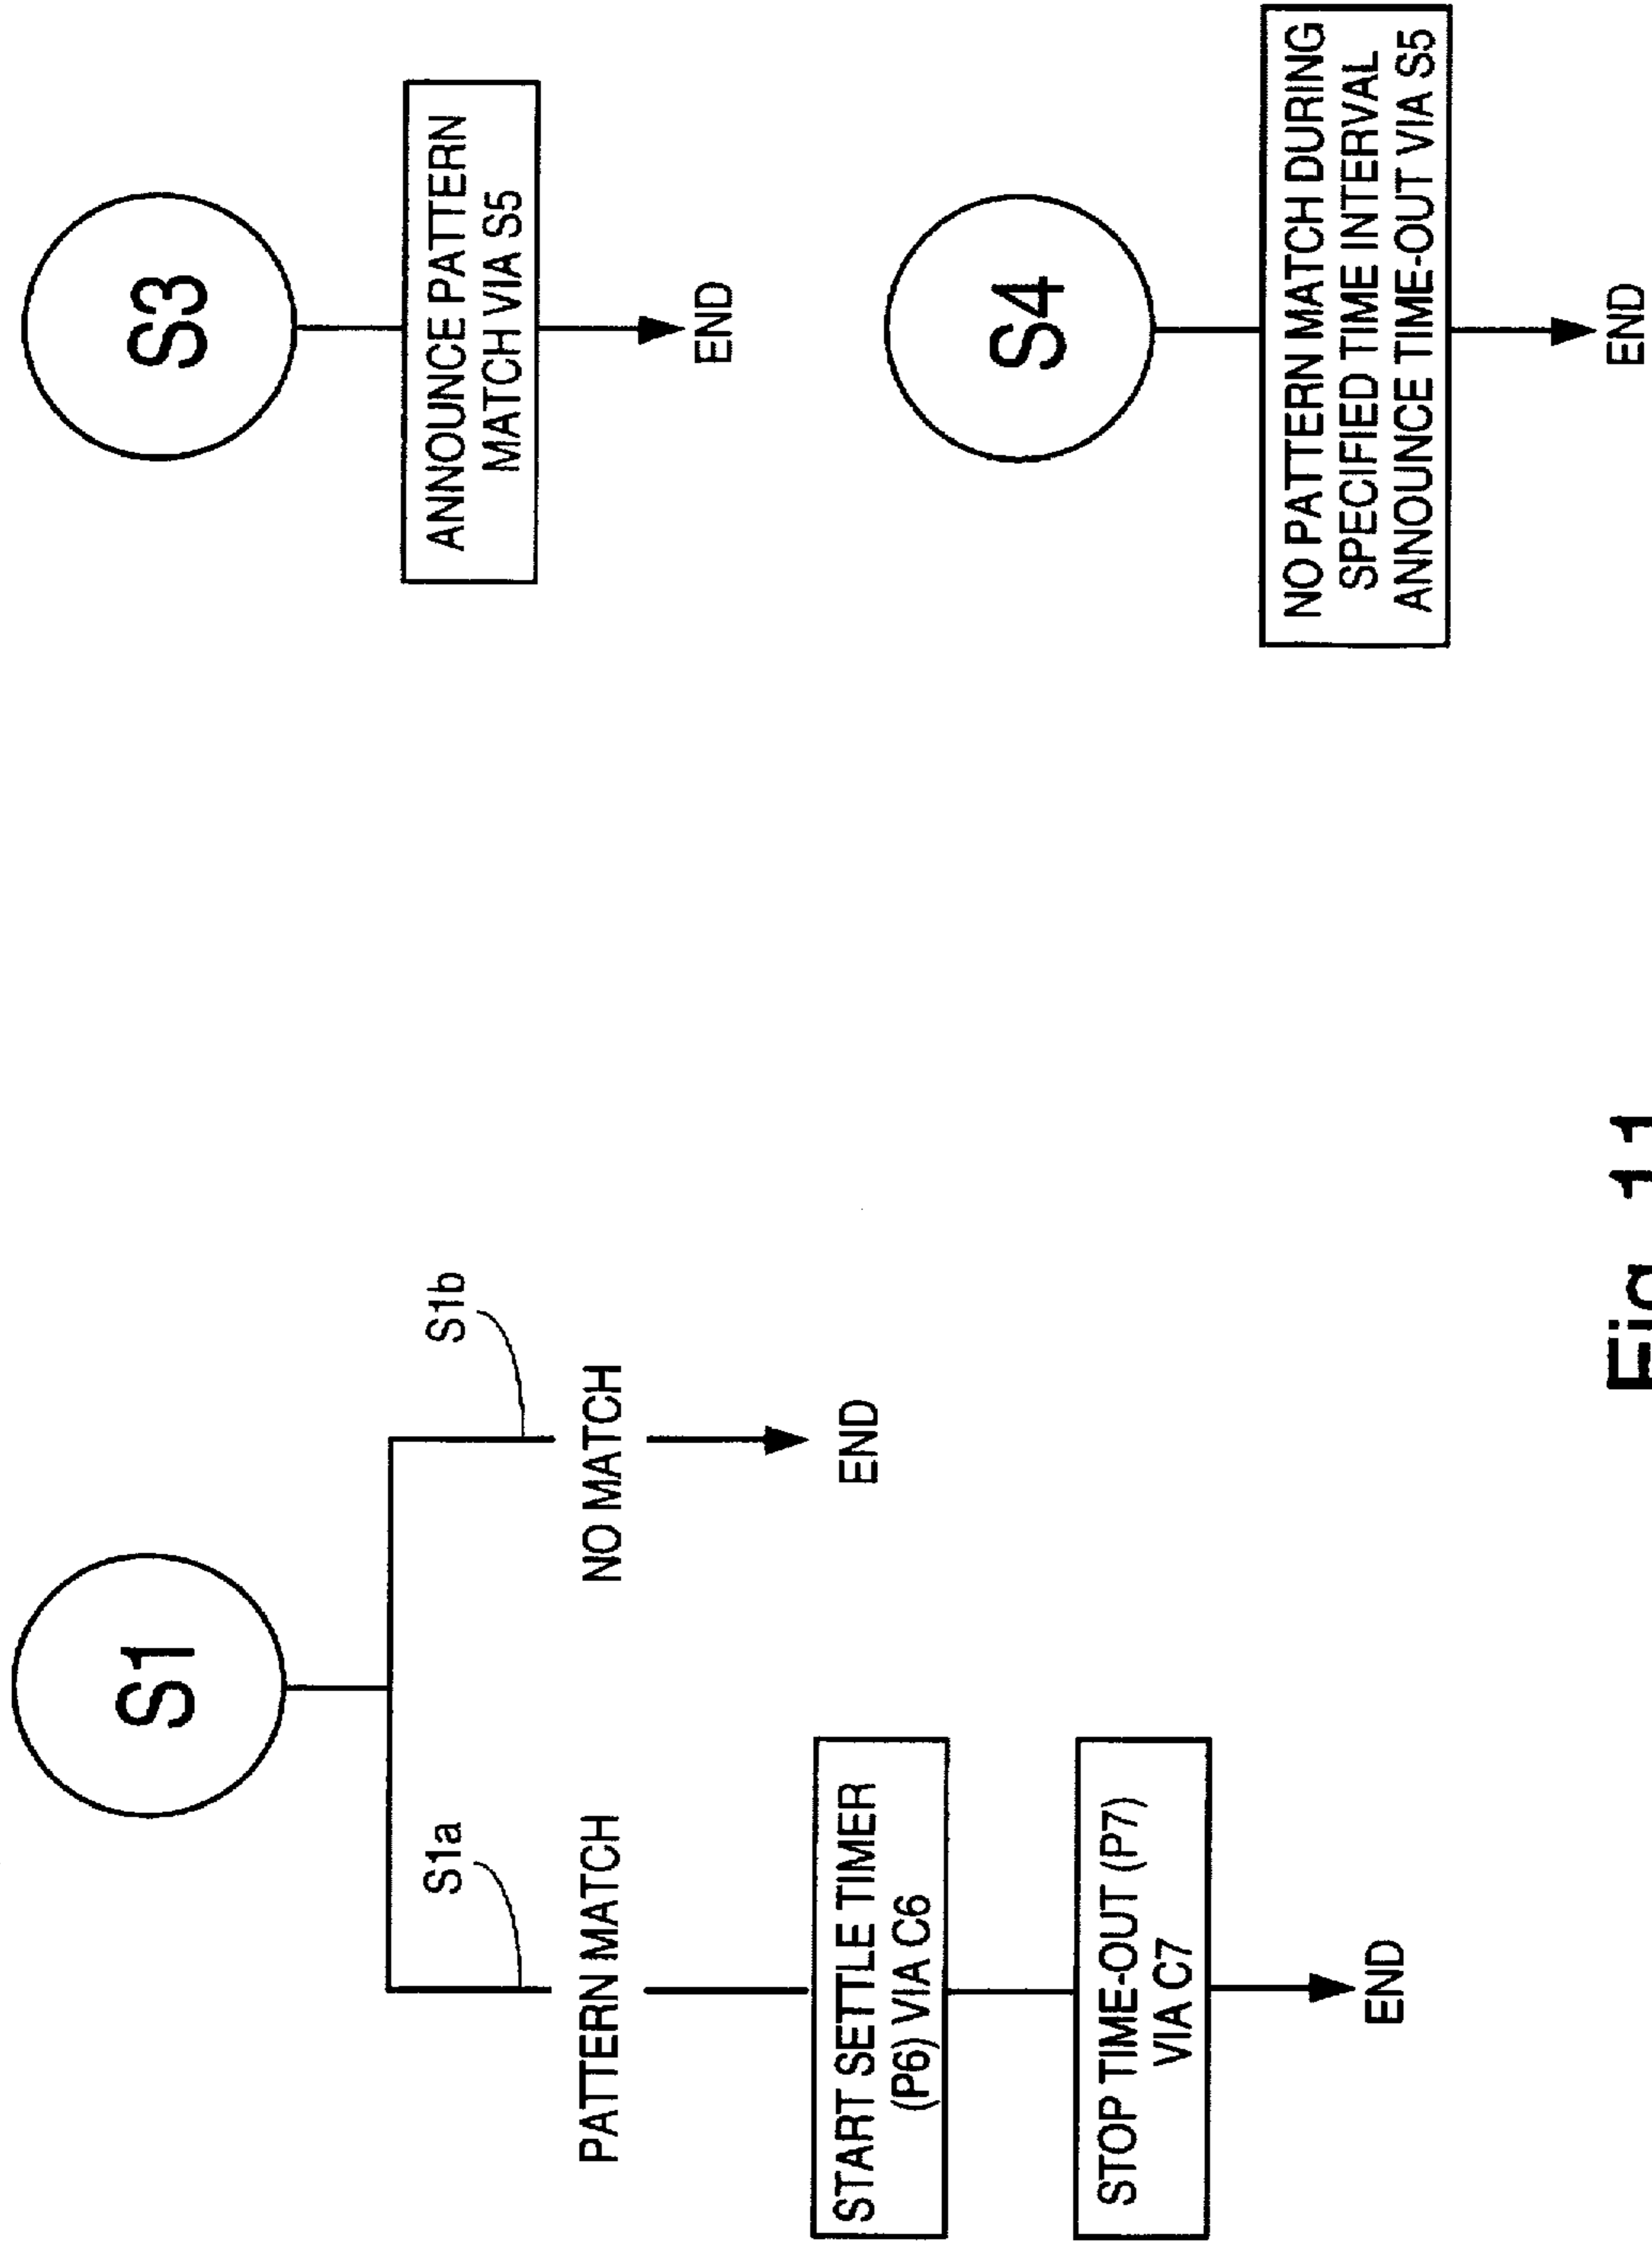 S1
S1a
S1b
PATTERN MATCH
NO MATCH
START SETTLE TIMER
(P6) VIA C6
END
STOP TIME-OUT (P7)
VIA C7
END
S3
ANNOUNCE PATTERN
MATCH VIA S5
END
S4
NO PATTERN MATCH DURING
SPECIFIED TIME INTERVAL
ANNOUNCE TIME-OUT VIA S5
END
Fig. 11